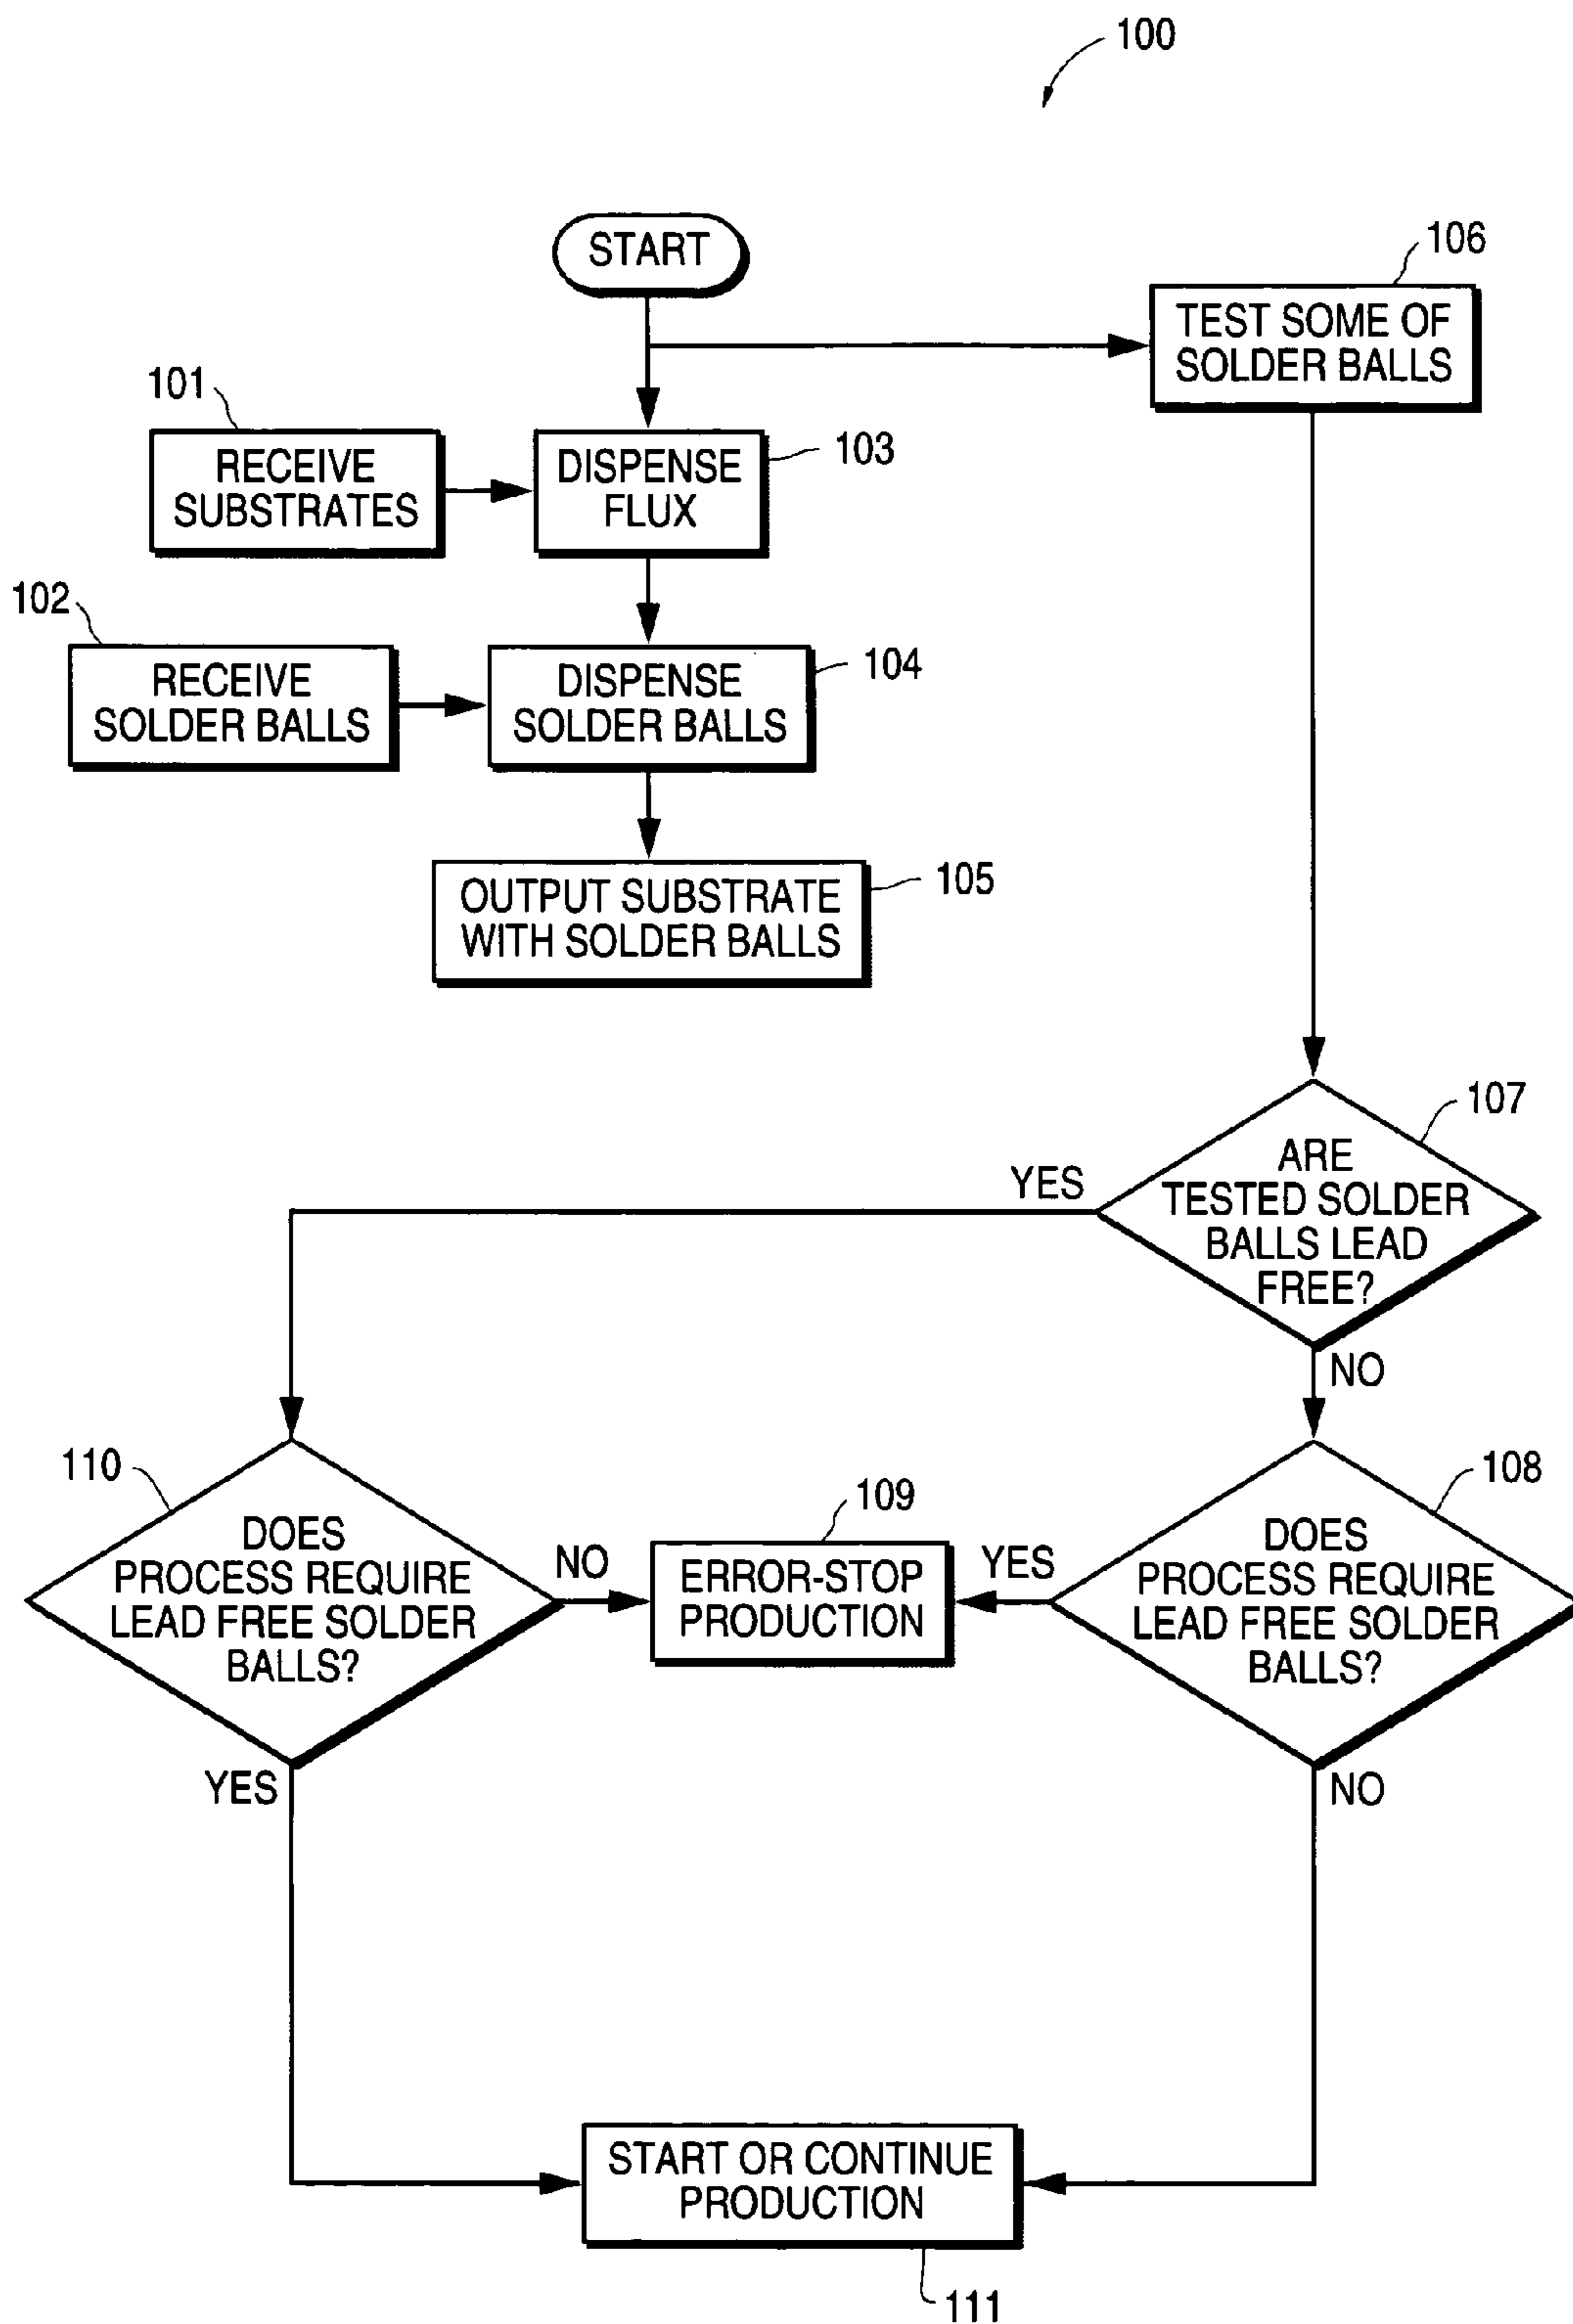 100
START
106
TEST SOME OF
SOLDER BALLS
101
RECEIVE
SUBSTRATES
DISPENSE
FLUX
103
102
RECEIVE
SOLDER BALLS
DISPENSE
SOLDER BALLS
104
OUTPUT SUBSTRATE
WITH SOLDER BALLS
105
107
ARE
TESTED SOLDER
BALLS LEAD
FREE?
YES
NO
110
DOES
PROCESS REQUIRE
LEAD FREE SOLDER
BALLS?
NO
109
ERROR-STOP
PRODUCTION
YES
108
DOES
PROCESS REQUIRE
LEAD FREE SOLDER
BALLS?
YES
NO
START OR CONTINUE
PRODUCTION
111